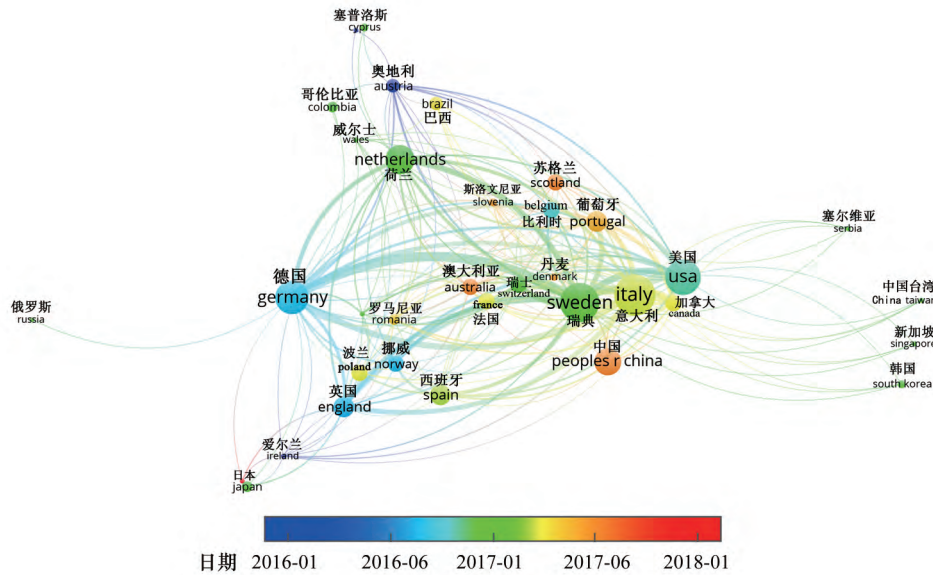 塞普洛斯
cyprus
奥地利
austria
哥伦比亚
colombia
brazil
巴西
威尔士
wales
netherlands
荷兰
苏格兰
scotland
斯洛文尼亚
slovenia
belgium
比利时
葡萄牙
portugal
塞尔维亚
serbia
美国
usa
德国
germany
澳大利亚
australia
瑞士
switzerland
丹麦
denmark
sweden
瑞典
italy
意大利
加拿大
canada
中国台湾
China taiwan
俄罗斯
russia
罗马尼亚
romania
france
法国
新加坡
singapore
波兰
poland
挪威
norway
中国
peoples r china
韩国
south korea
西班牙
spain
英国
england
爱尔兰
ireland
日本
japan
日期 2016-01 2016-06 2017-01 2017-06 2018-01